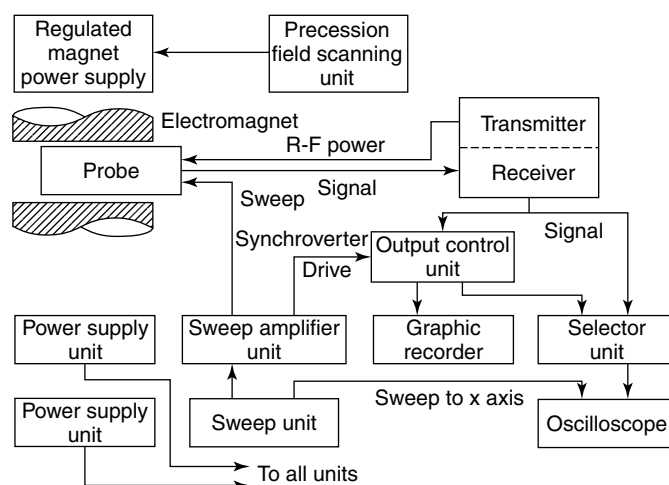 Regulated
magnet
power supply
Precession
field scanning
unit
Electromagnet
R-F power
Transmitter
Receiver
Probe
Signal
Sweep
Signal
Synchroverter
Drive
Output control
unit
Power supply
unit
Sweep amplifier
unit
Graphic
recorder
Selector
unit
Power supply
unit
Sweep unit
Sweep to x axis
Oscilloscope
To all units